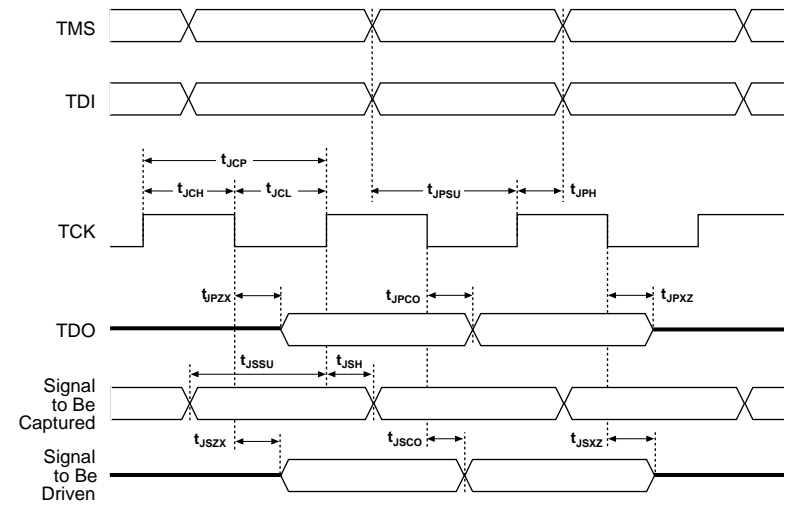 TMS
TDI
tJCP
tJCH
tJCL
tJPSU
tJPH
TCK
tJPZX
tJPCO
tJPXZ
TDO
tJSSU
tJSH
Signal
to Be
Captured
tJSZX
tJSCO
tJSXZ
Signal
to Be
Driven